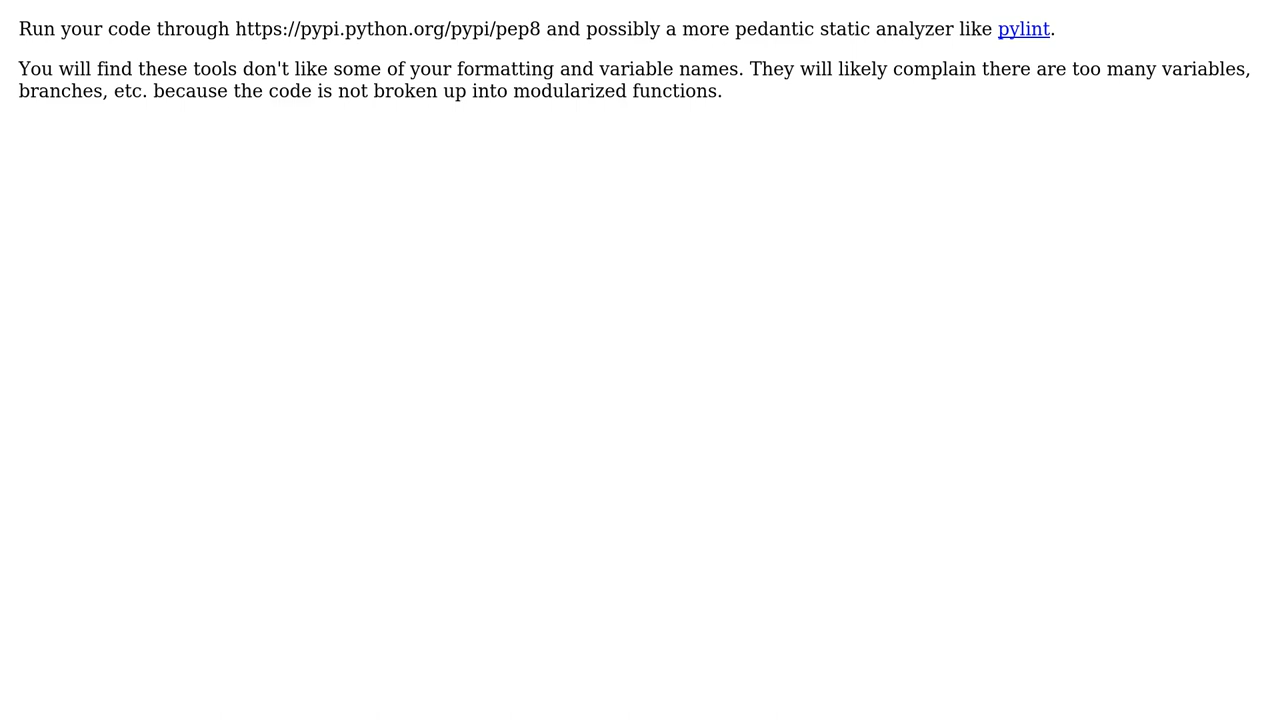 Run your code through https://pypi.python.org/pypi/pep8 and possibly a more pedantic static analyzer like pylint.
You will find these tools don't like some of your formatting and variable names. They will likely complain there are too many variables,
branches, etc. because the code is not broken up into modularized functions.